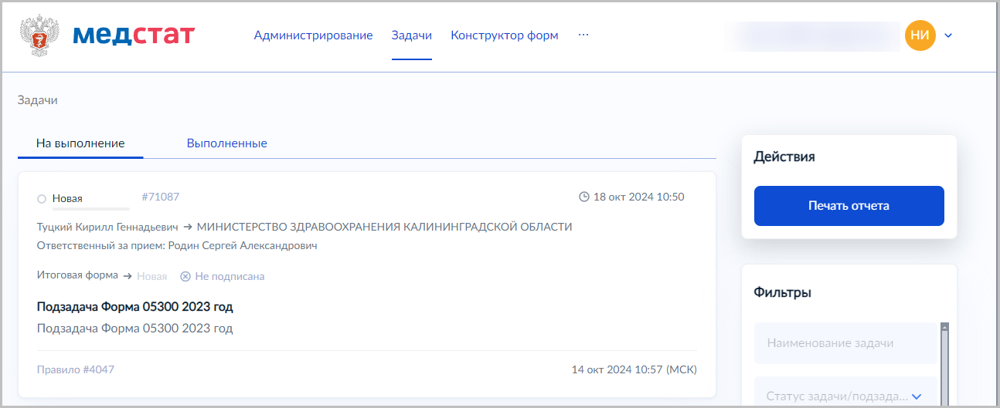 медстат
Администрирование Задачи Конструктор форм ...
НИ
Задачи
На выполнение Выполненные
Новая #71087 18 окт 2024 10:50
Туцкий Кирилл Геннадьевич → МИНИСТЕРСТВО ЗДРАВООХРАНЕНИЯ КАЛИНИНГРАДСКОЙ ОБЛАСТИ
Ответственный за прием: Родин Сергей Александрович
Итоговая форма → Новая Не подписана
Подзадача Форма 05300 2023 год
Подзадача Форма 05300 2023 год
Правило #4047 14 окт 2024 10:57 (МСК)
Действия
Печать отчета
Фильтры
Наименование задачи
Статус задачи/подзада...